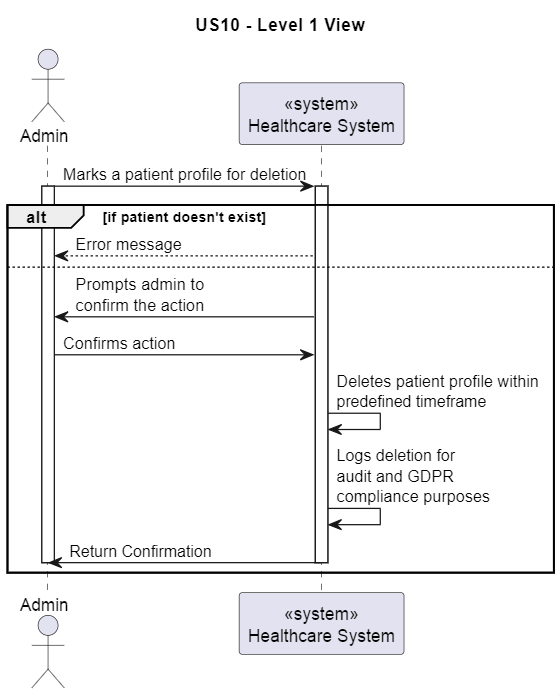 US10 - Level 1 View
Admin
«system»
Healthcare System
Marks a patient profile for deletion
alt
[if patient doesn't exist]
Error message
Prompts admin to
confirm the action
Confirms action
Deletes patient profile within
predefined timeframe
Logs deletion for
audit and GDPR
compliance purposes
Return Confirmation
Admin
«system»
Healthcare System